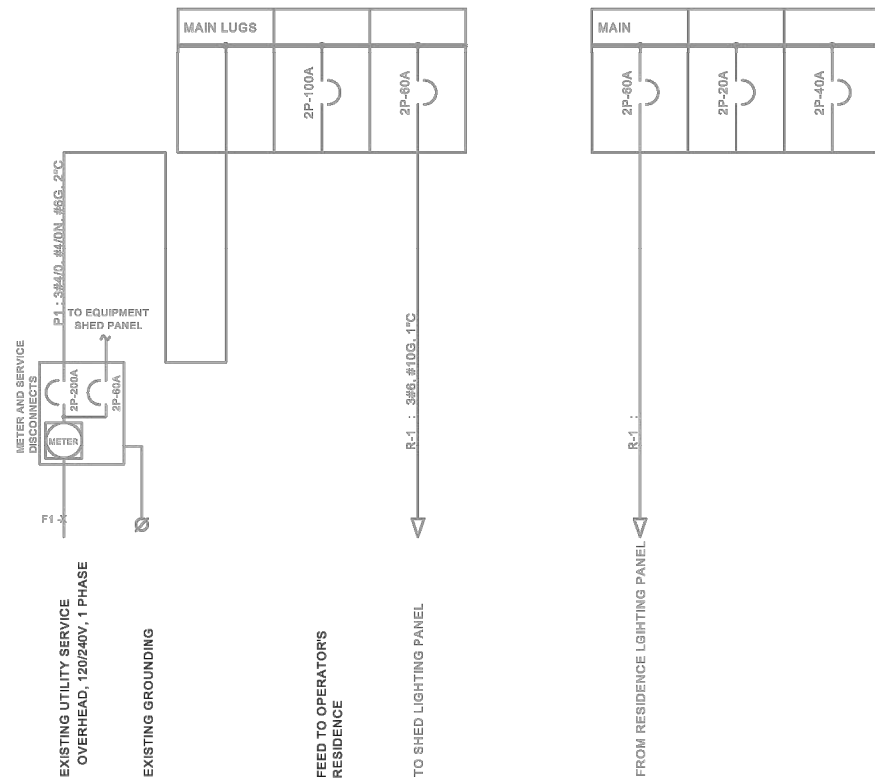 MAIN LUGS
2P-100A
2P-60A
MAIN
2P-60A
2P-20A
2P-40A
P1 : 3#4/0, #4/0N, #6G, 2"C
TO EQUIPMENT
SHED PANEL
METER AND SERVICE
DISCONNECTS
2P-200A
2P-60A
METER
R-1 : 3#6, #10G, 1"C
R-1 :
F1 -X
EXISTING UTILITY SERVICE
OVERHEAD, 120/240V, 1 PHASE
EXISTING GROUNDING
FEED TO OPERATOR'S
RESIDENCE
TO SHED LIGHTING PANEL
FROM RESIDENCE LGIHTING PANEL